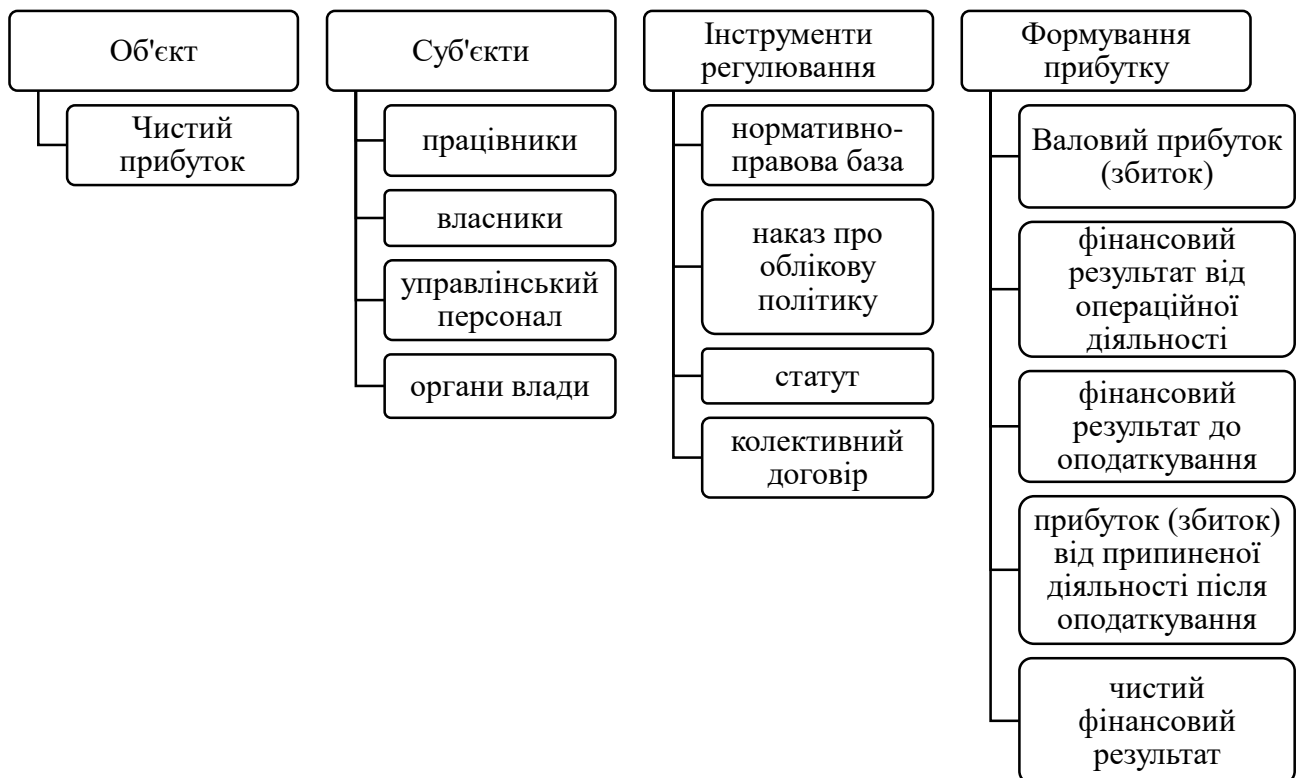 Об'єкт
Чистий
прибуток
Суб'єкти
працівники
власники
управлінський
персонал
органи влади
Інструменти
регулювання
нормативно-
правова база
наказ про
облікову
політику
статут
колективний
договір
Формування
прибутку
Валовий прибуток
(збиток)
фінансовий
результат від
операційної
діяльності
фінансовий
результат до
оподаткування
прибуток (збиток)
від припиненої
діяльності після
оподаткування
чистий
фінансовий
результат